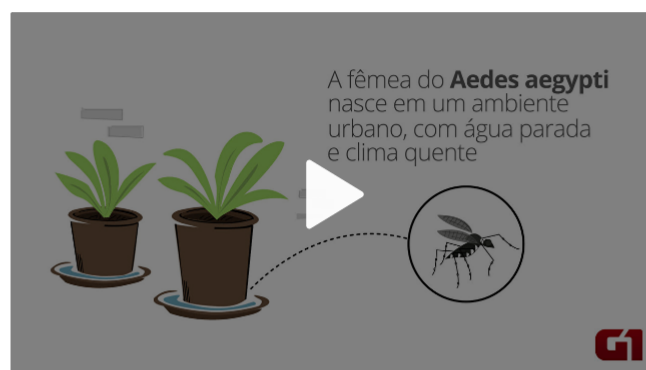 A fêmea do Aedes aegypti
nasce em um ambiente
urbano, com água parada
e clima quente
G1